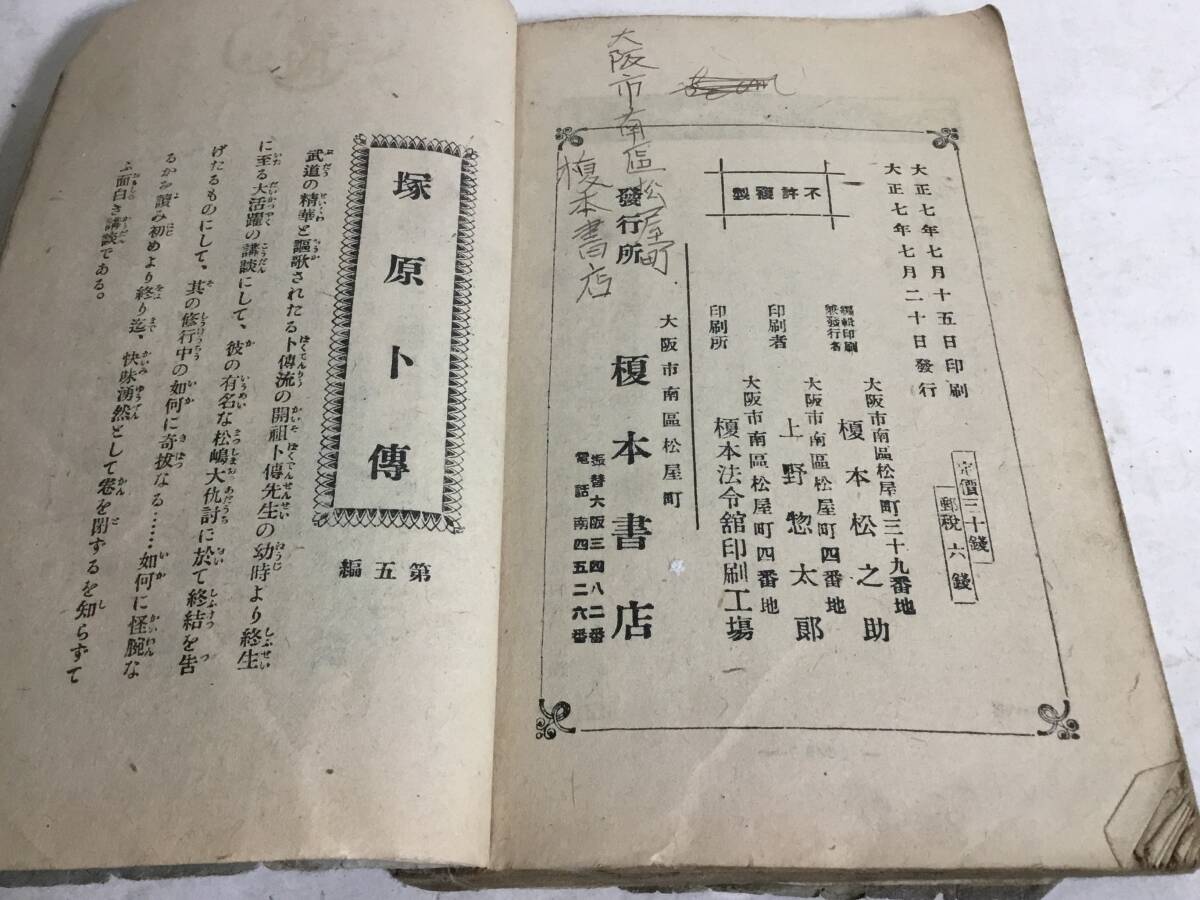 大正七年七月十五日印刷
大正七年七月二十日發行
定價三十錢
郵税六錢
不許複製
編輯印刷兼發行者
大阪市南區松屋町三十九番地
榎本松之助
印刷者
大阪市南區松屋町四番地
上野惣太郎
印刷所
大阪市南區松屋町四番地
榎本法令舘印刷工場
發行所
大阪市南區松屋町
榎本書店
振替大阪三四八二番
電話南四五二六番
大阪市南區松屋町
榎本書店
塚原卜傳
第五編
武道の精華と謳歌されたる卜傳流の開祖卜傳先生の幼時より終生
に至る大活躍の講談にして、彼の有名な松嶋大仇討に於て終結を告
げたるものにして、其の修行中の如何に奇拔なる……如何に怪腕な
るかお讀み初めより終り迄、快味湧然として巻を閉ずるを知らずて
ふ面白き講談である。